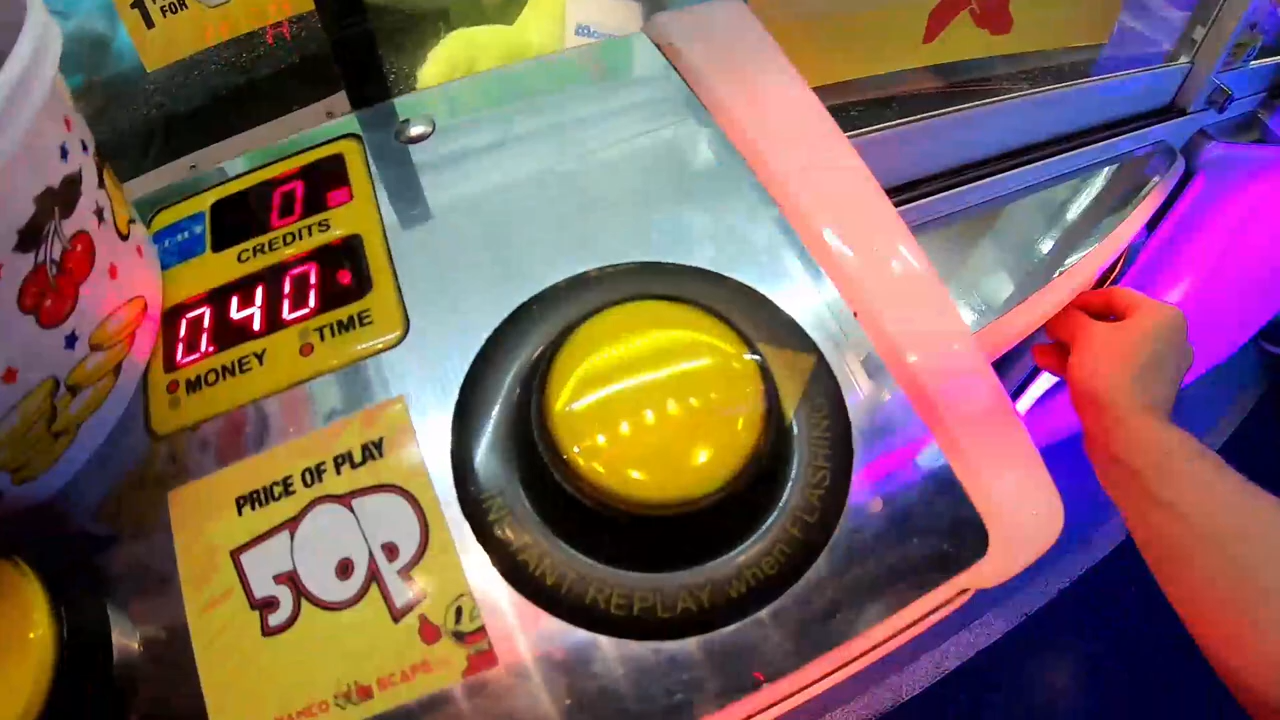 1
FOR
0
CREDITS
0.40
TIME
MONEY
PRICE OF PLAY
50P
INSTANT REPLAY when FLASHING